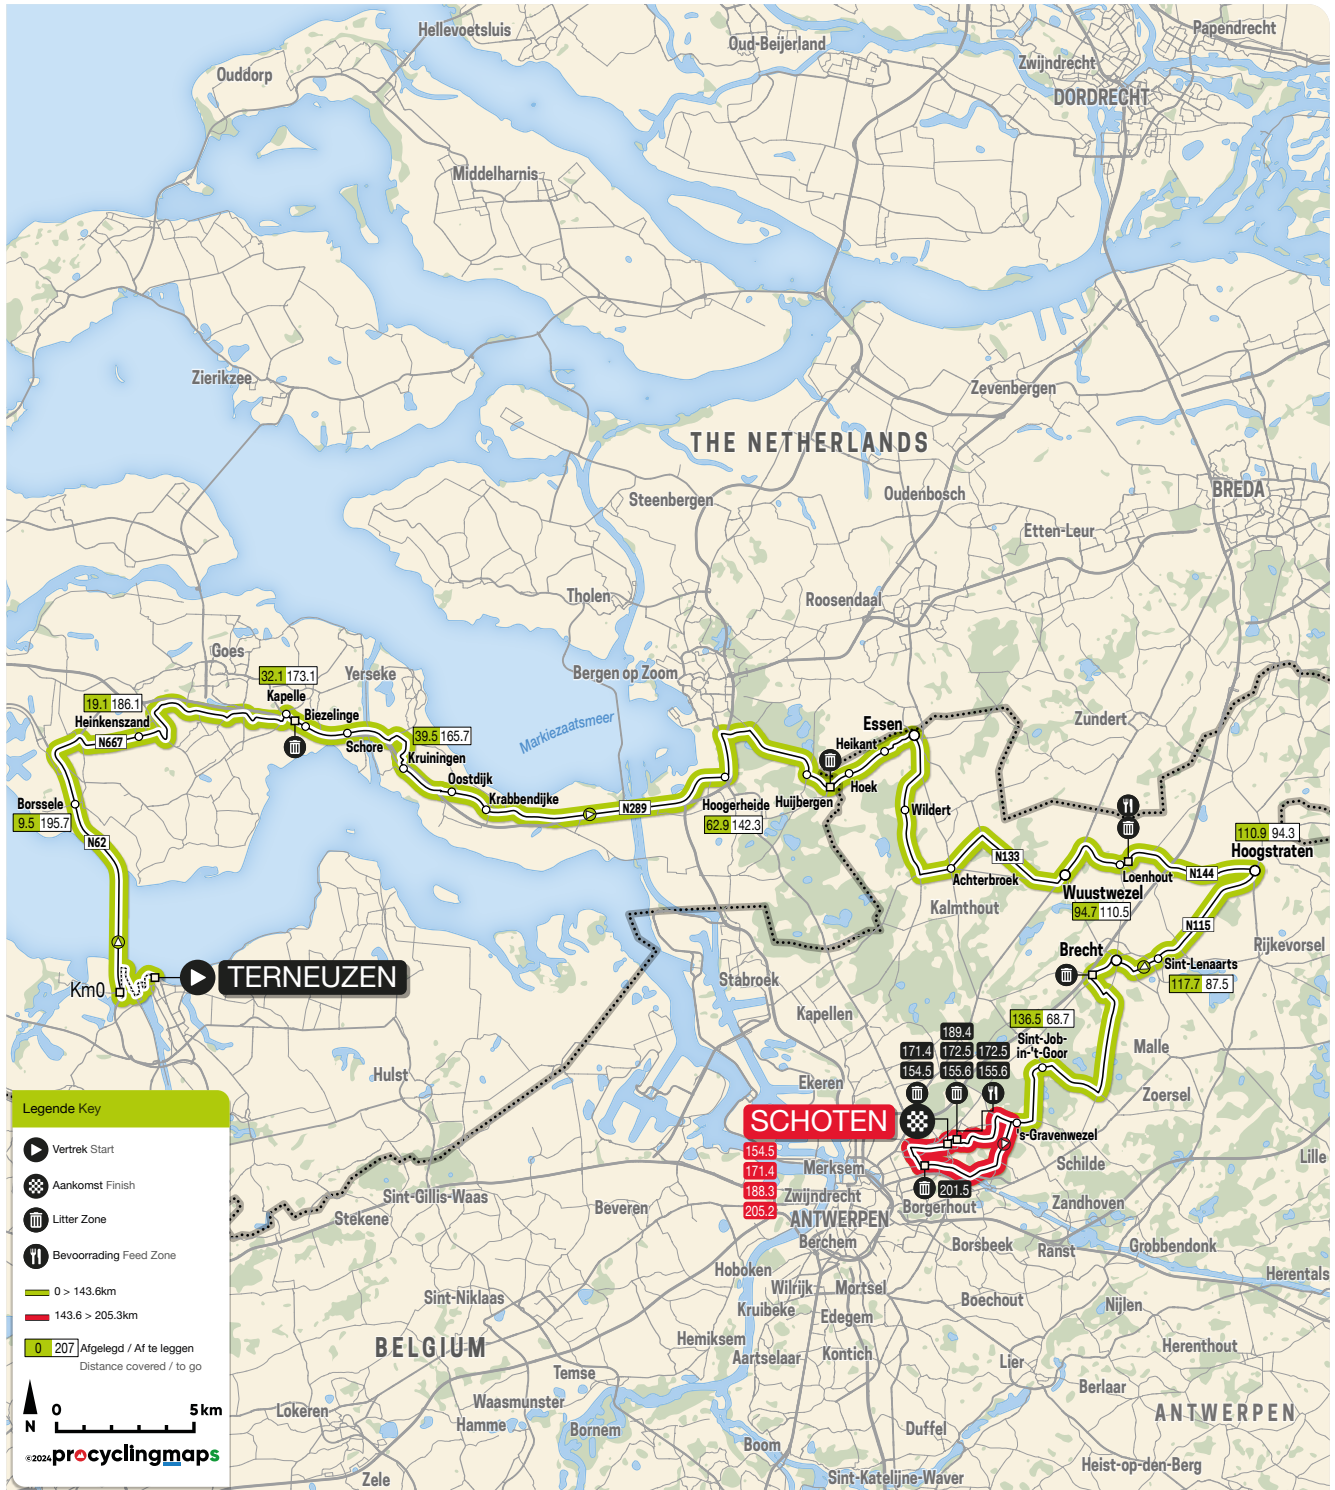 Hellevoetsluis
Papendrecht
Oud-Beijerland
Zwijndrecht
Ouddorp
DORDRECHT
Middelharnis
Zierikzee
Zevenbergen
THE NETHERLANDS
Steenbergen
Oudenbosch
BREDA
Etten-Leur
Tholen
Roosendaal
Goes
Yerseke
Bergen op Zoom
32.1 173.1
Kapelle
19.1 186.1
Heinkenszand
Biezelinge
Markiezaatsmeer
Zundert
Essen
N667
Schore
39.5 165.7
Kruiningen
Heikant
Oostdijk
Hoek
Krabbendijke
N289
Hoogerheide
62.9 142.3
Huijbergen
Borssele
9.5 195.7
N62
Wildert
110.9 94.3
Hoogstraten
N133
Achterbroek
Loenhout
N144
Wuustwezel
94.7 110.5
Kalmthout
N115
Brecht
Rijkevorsel
Sint-Lenaarts
117.7 87.5
Km0
TERNEUZEN
Stabroek
Kapellen
136.5 68.7
Sint-Job-
in-'t-Goor
189.4
171.4 172.5 172.5
154.5 155.6 155.6
Malle
Zoersel
Hulst
Ekeren
SCHOTEN
154.5
171.4
188.3
205.2
's-Gravenwezel
Schilde
Lille
Merksem
201.5
Sint-Gillis-Waas
Zwijndrecht
Borgerhout
Zandhoven
Stekene
Beveren
ANTWERPEN
Berchem
Borsbeek
Ranst
Grobbendonk
Hoboken
Wilrijk
Mortsel
Herentals
Sint-Niklaas
Kruibeke
Edegem
Boechout
Nijlen
BELGIUM
Hemiksem
Aartselaar
Kontich
Herenthout
Temse
Lier
Berlaar
Waasmunster
Lokeren
Hamme
Bornem
Duffel
ANTWERPEN
Boom
Zele
Sint-Katelijne-Waver
Heist-op-den-Berg
Legende Key
Vertrek Start
Aankomst Finish
Litter Zone
Bevoorrading Feed Zone
0 > 143.6km
143.6 > 205.3km
0 207 Afgelegd / Af te leggen
Distance covered / to go
N
0 5 km
©2024 procyclingmaps